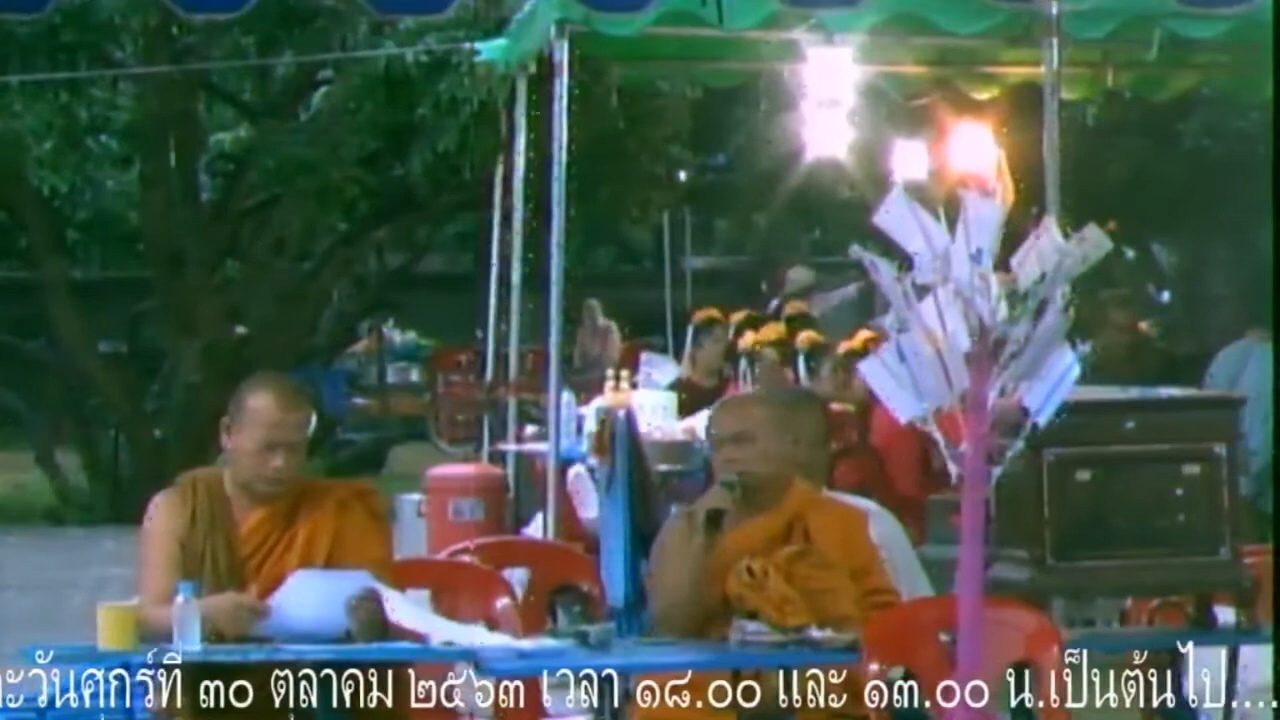 ะวันศุกร์ที่ ๓๐ ตุลาคม ๒๕๖๓ เวลา ๑๘.๐๐ และ ๑๓.๐๐ น.เป็นต้นไป....